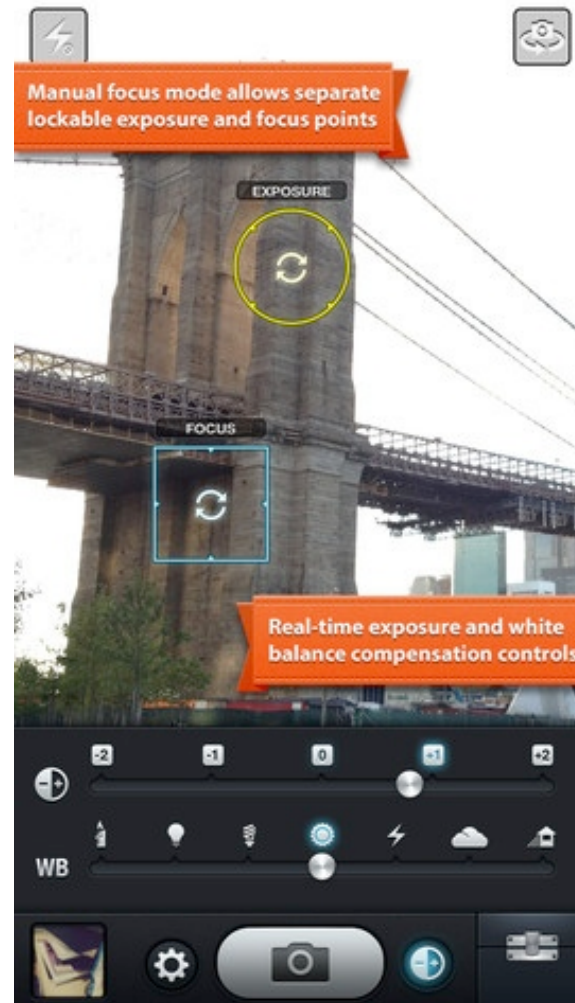 Manual focus mode allows separate
lockable exposure and focus points
EXPOSURE
FOCUS
Real-time exposure and white
balance compensation controls
-2 -1 0 +1 +2
WB